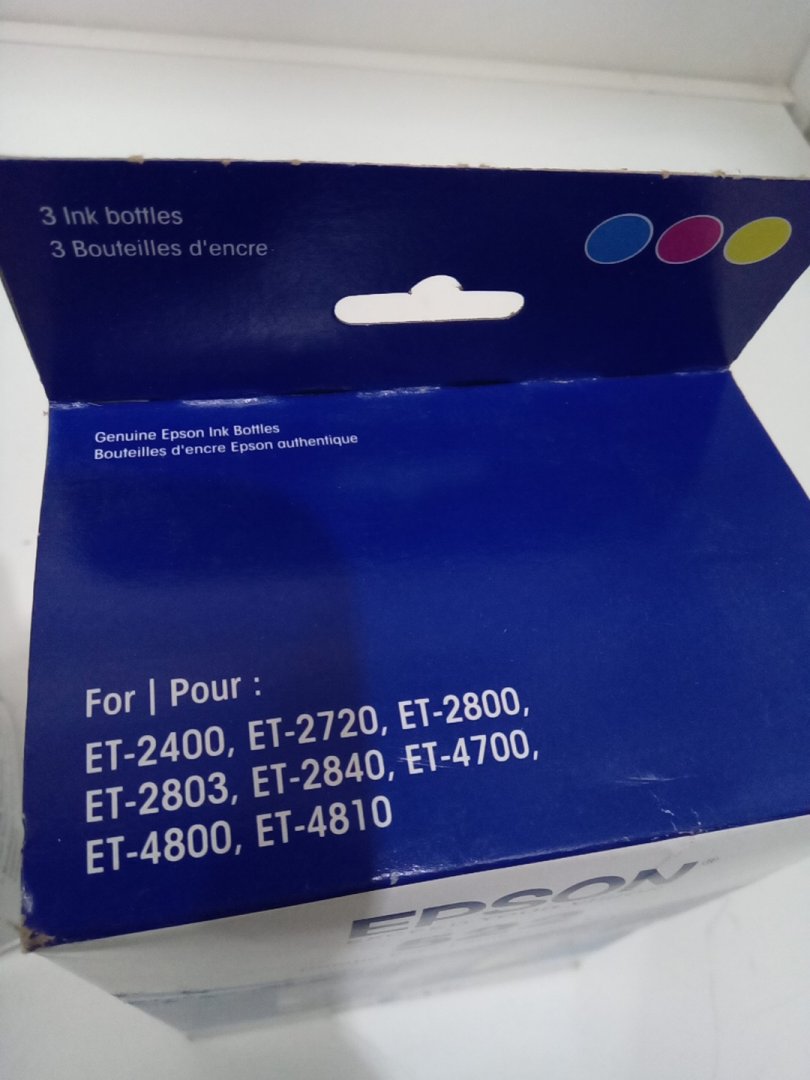 3 Ink bottles
3 Bouteilles d'encre
Genuine Epson Ink Bottles
Bouteilles d'encre Epson authentique
For | Pour :
ET-2400, ET-2720, ET-2800,
ET-2803, ET-2840, ET-4700,
ET-4800, ET-4810
EPSON®